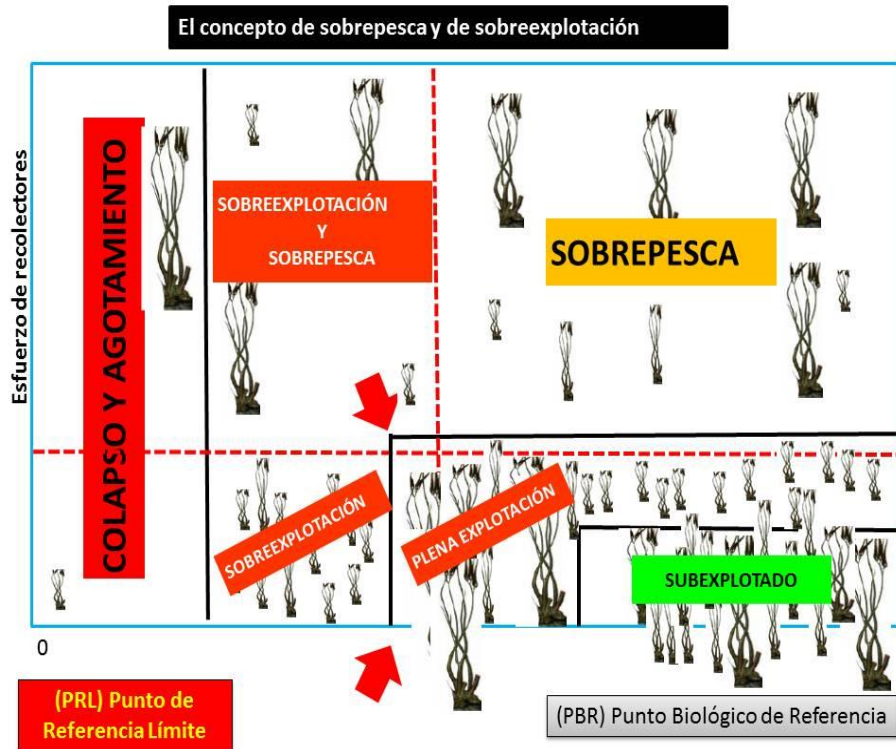 El concepto de sobrepesca y de sobreexplotación
Esfuerzo de recolectores
COLAPSO Y AGOTAMIENTO
SOBREEXPLOTACIÓN
Y
SOBREPESCA
SOBREPESCA
SOBREEXPLOTACIÓN
PLENA EXPLOTACIÓN
SUBEXPLOTADO
0
(PRL) Punto de
Referencia Límite
(PBR) Punto Biológico de Referencia